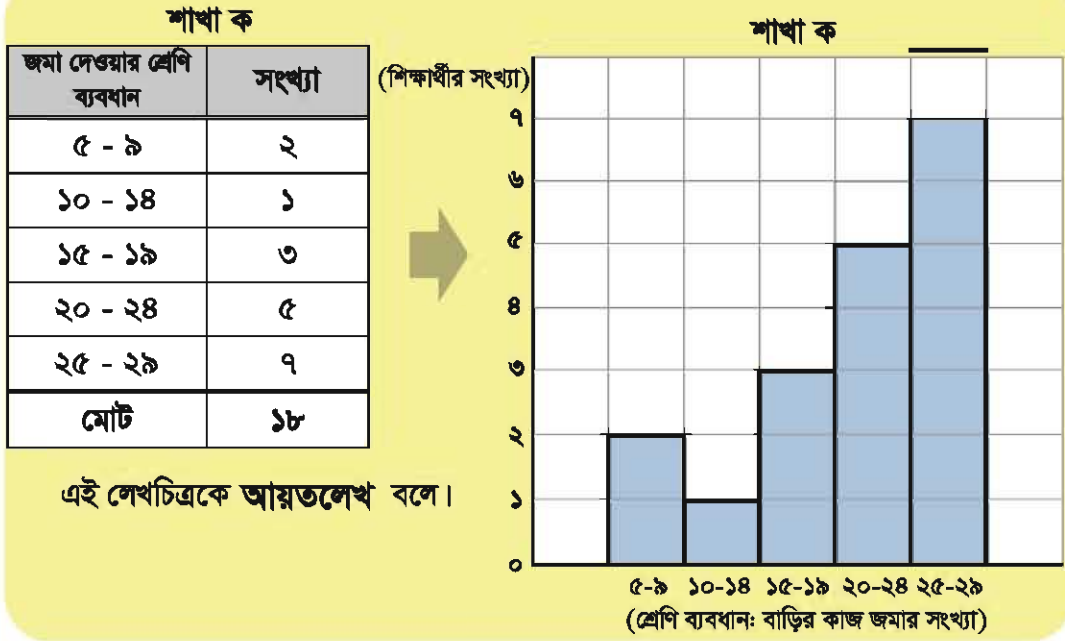 শাখা ক
জমা দেওয়ার শ্রেণি ব্যবধান সংখ্যা
৫ - ৯ ২
১০ - ১৪ ১
১৫ - ১৯ ৩
২০ - ২৪ ৫
২৫ - ২৯ ৭
মোট ১৮
এই লেখচিত্রকে আয়তলেখ বলে।
শাখা ক
(শিক্ষার্থীর সংখ্যা)
৭
৬
৫
৪
৩
২
১
০
৫-৯ ১০-১৪ ১৫-১৯ ২০-২৪ ২৫-২৯
(শ্রেণি ব্যবধান: বাড়ির কাজ জমার সংখ্যা)